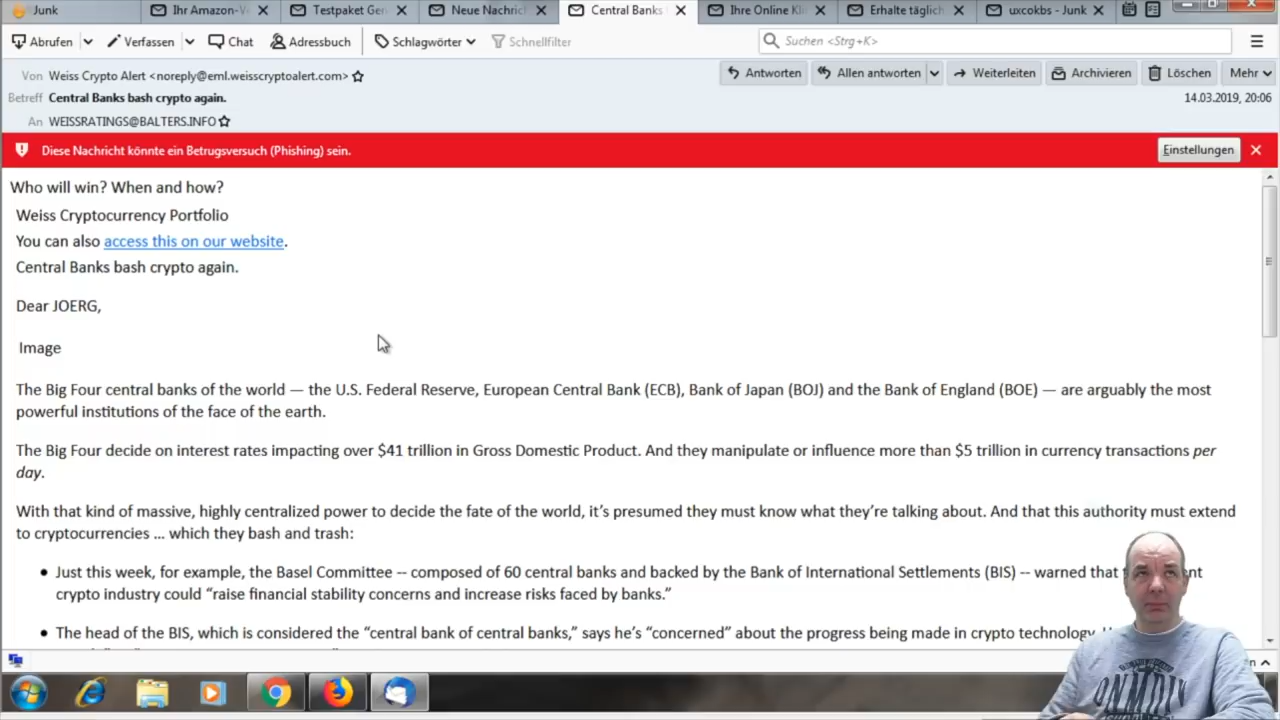 Junk
Ihr Amazon-V
Testpaket Ger
Neue Nachric
Central Banks
Ihre Online Kl
Erhalte täglich
uxcokbs - Junk
Abrufen
Verfassen
Chat
Adressbuch
Schlagwörter
Schnellfilter
Suchen <Strg+K>
Von Weiss Crypto Alert <noreply@eml.weisscryptoalert.com>
Antworten
Allen antworten
Weiterleiten
Archivieren
Löschen
Mehr
Betreff Central Banks bash crypto again.
14.03.2019, 20:06
An WEISSRATINGS@BALTERS.INFO
Diese Nachricht könnte ein Betrugsversuch (Phishing) sein.
Einstellungen
Who will win? When and how?
Weiss Cryptocurrency Portfolio
You can also access this on our website.
Central Banks bash crypto again.
Dear JOERG,
Image
The Big Four central banks of the world — the U.S. Federal Reserve, European Central Bank (ECB), Bank of Japan (BOJ) and the Bank of England (BOE) — are arguably the most
powerful institutions of the face of the earth.
The Big Four decide on interest rates impacting over $41 trillion in Gross Domestic Product. And they manipulate or influence more than $5 trillion in currency transactions per
day.
With that kind of massive, highly centralized power to decide the fate of the world, it's presumed they must know what they're talking about. And that this authority must extend
to cryptocurrencies ... which they bash and trash:
• Just this week, for example, the Basel Committee -- composed of 60 central banks and backed by the Bank of International Settlements (BIS) -- warned that
crypto industry could "raise financial stability concerns and increase risks faced by banks."
• The head of the BIS, which is considered the "central bank of central banks," says he's "concerned" about the progress being made in crypto technology.